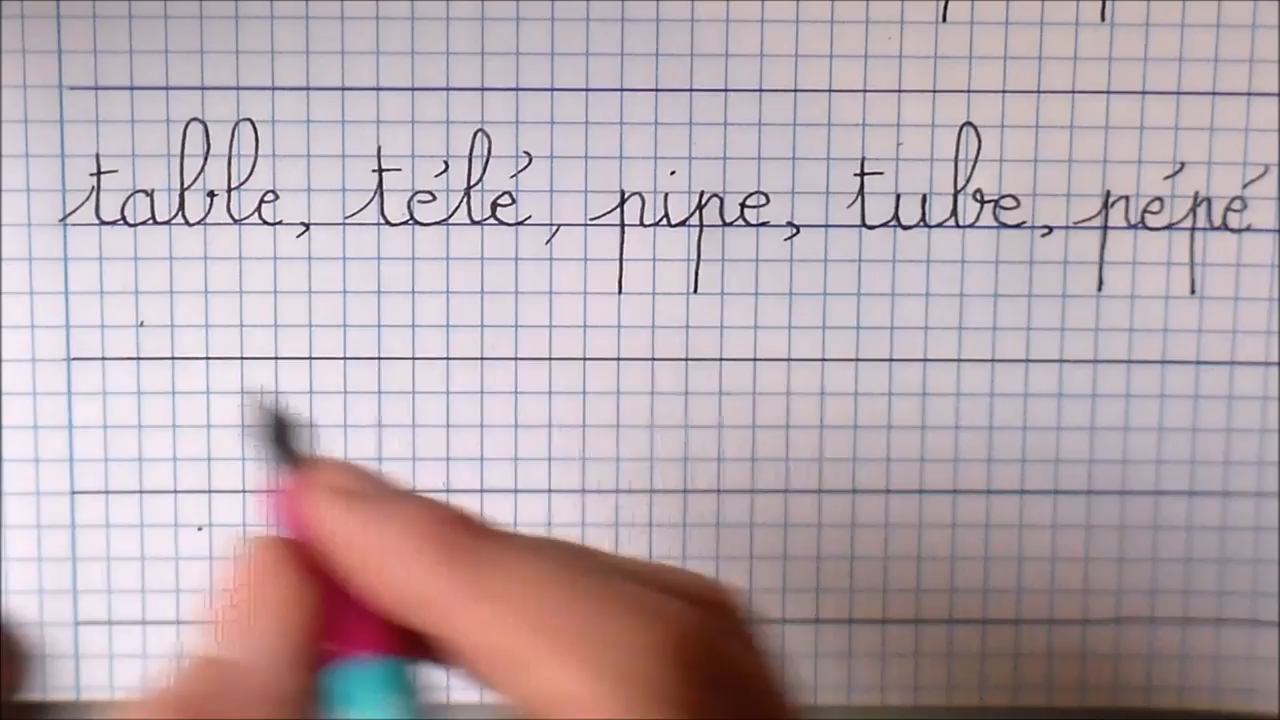 table, télé, pipe, tube, pépé